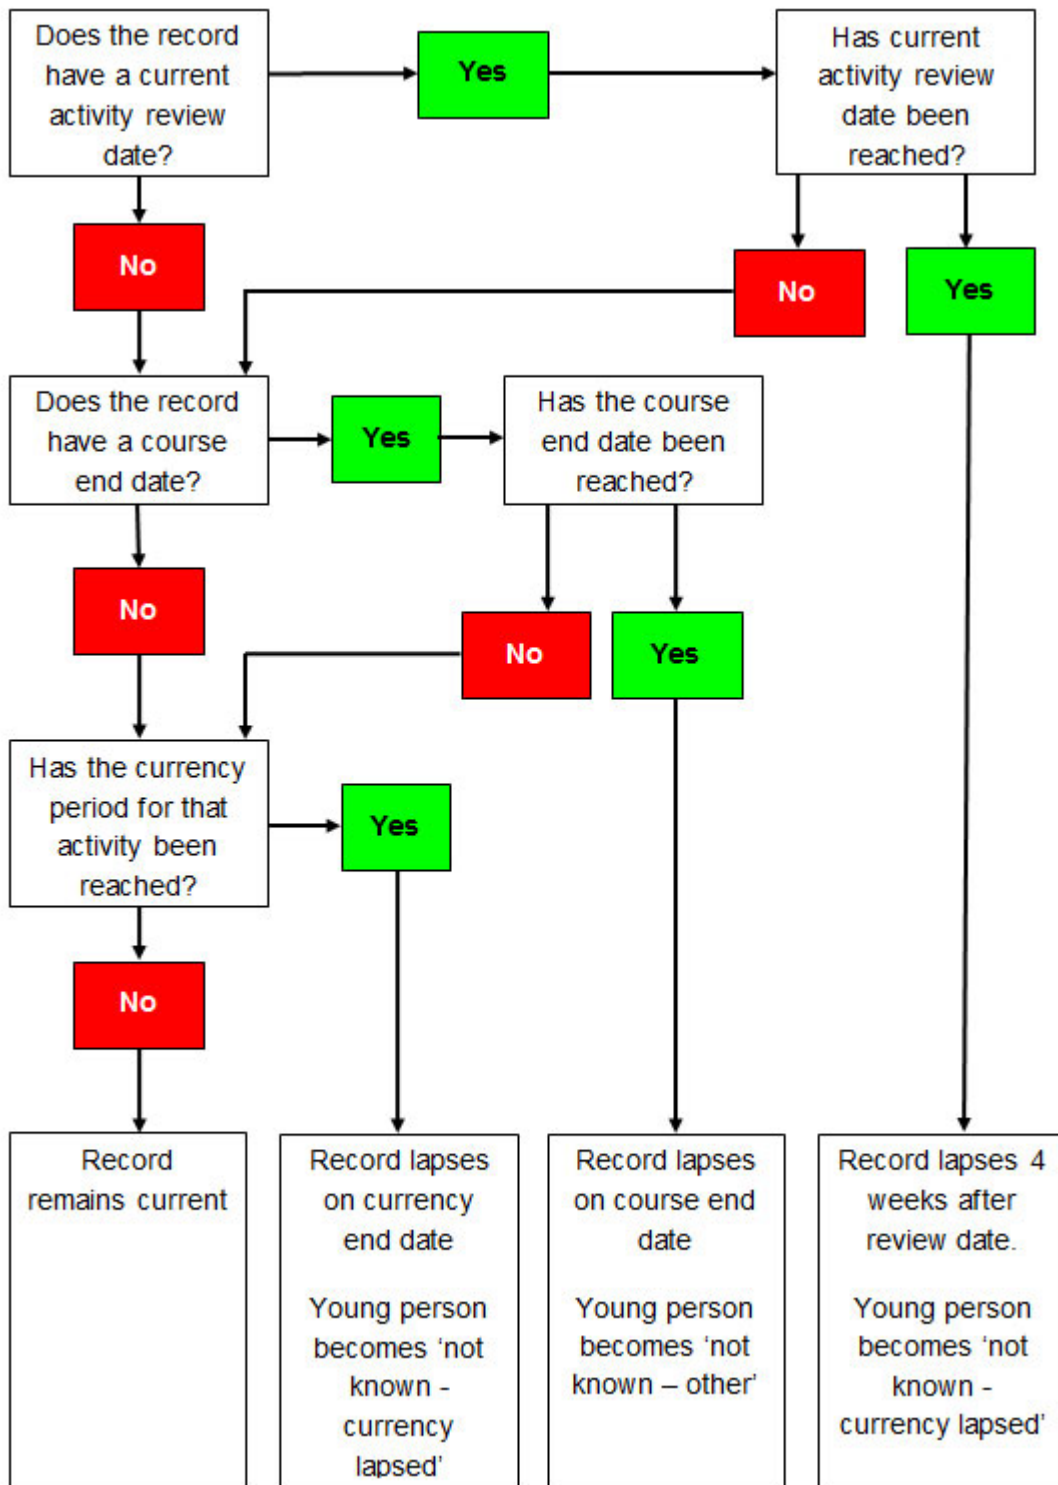 Does the record
have a current
activity review
date?
Yes
Has current
activity review
date been
reached?
No
No
Yes
Does the record
have a course
end date?
Yes
Has the course
end date been
reached?
No
No
Yes
Has the currency
period for that
activity been
reached?
Yes
No
Record
remains current
Record lapses
on currency
end date
Young person
becomes ‘not
known -
currency
lapsed’
Record lapses
on course end
date
Young person
becomes ‘not
known – other’
Record lapses 4
weeks after
review date.
Young person
becomes ‘not
known -
currency lapsed’